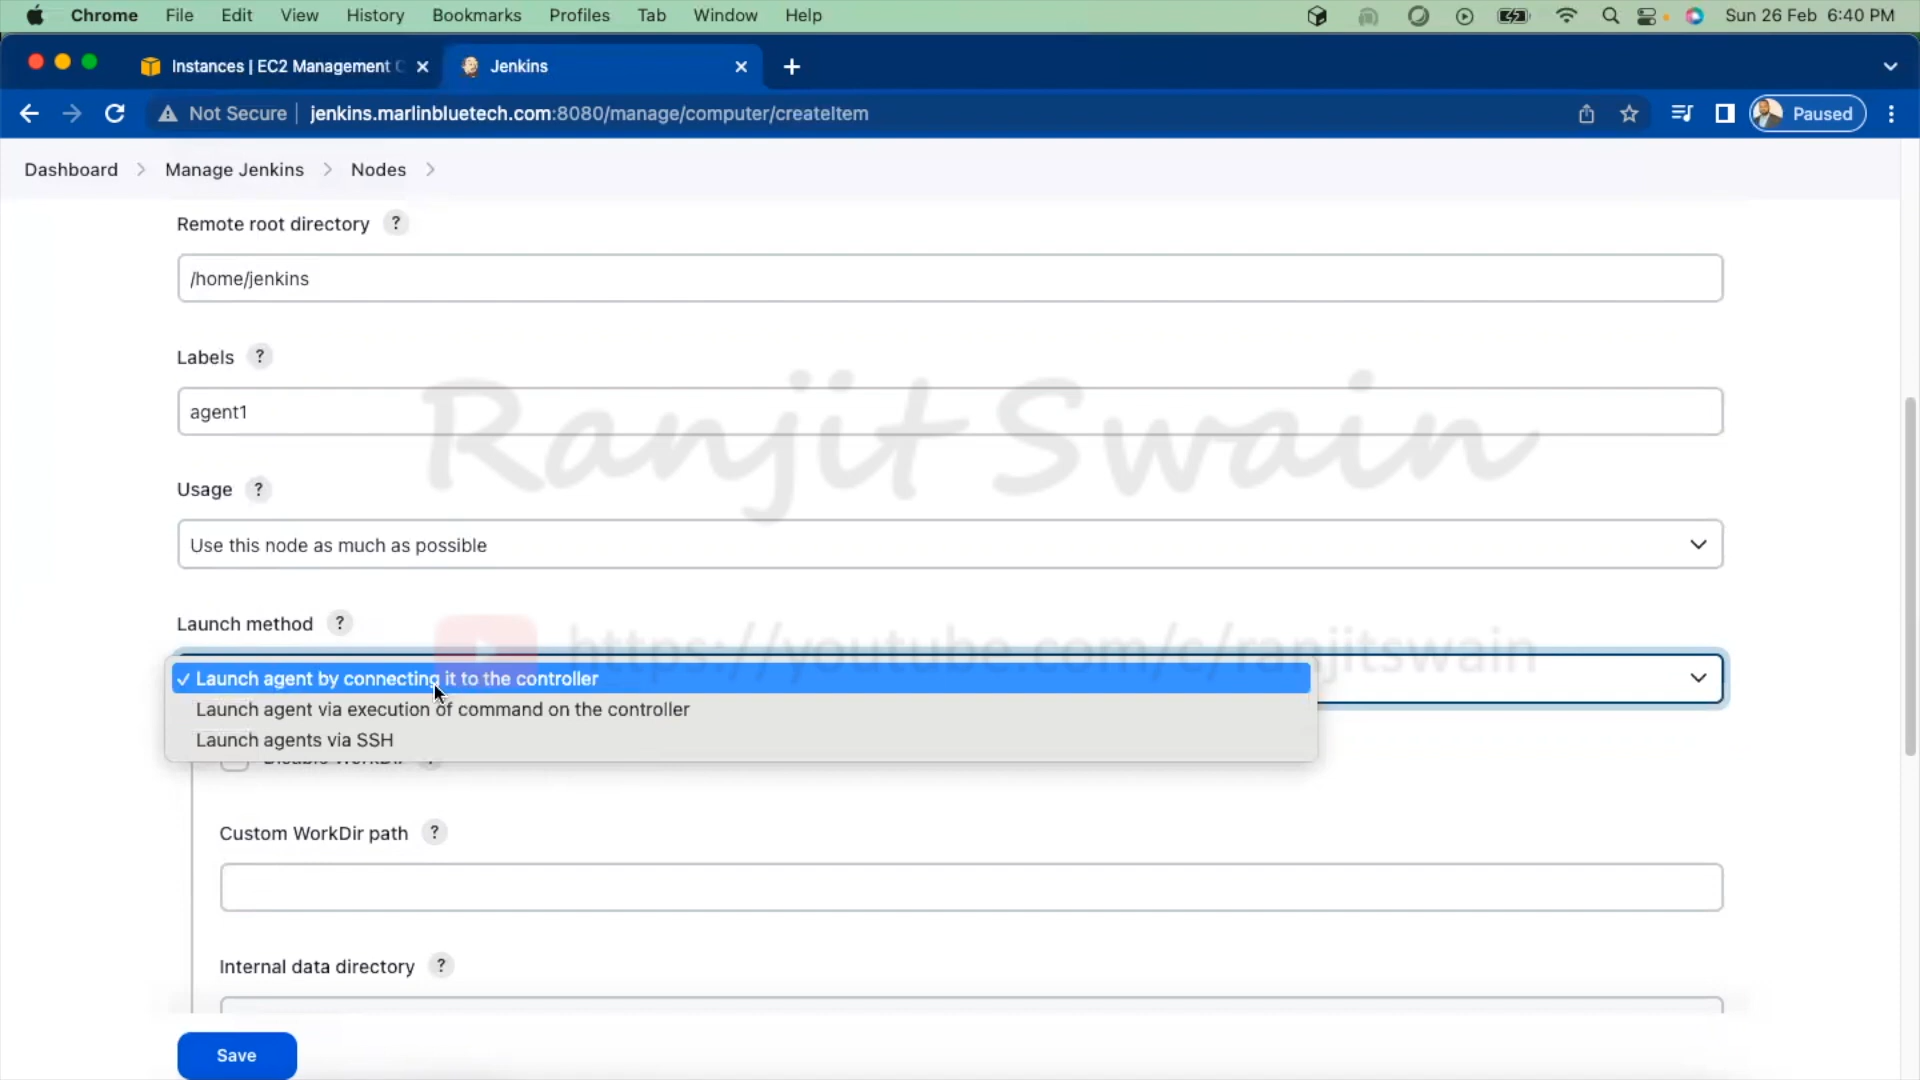 Chrome File Edit View History Bookmarks Profiles Tab Window Help Sun 26 Feb 6:40 PM
Instances | EC2 Management C
Jenkins
Not Secure jenkins.marlinbluetech.com:8080/manage/computer/createItem Paused
Dashboard Manage Jenkins Nodes
Remote root directory ?
/home/jenkins
Labels ?
agent1
Ranjit Swain
Usage ?
Use this node as much as possible
Launch method ?
https://youtube.com/c/ranjitswain
✓ Launch agent by connecting it to the controller
Launch agent via execution of command on the controller
Launch agents via SSH
Disable WorkDir ?
Custom WorkDir path ?
Internal data directory ?
Save